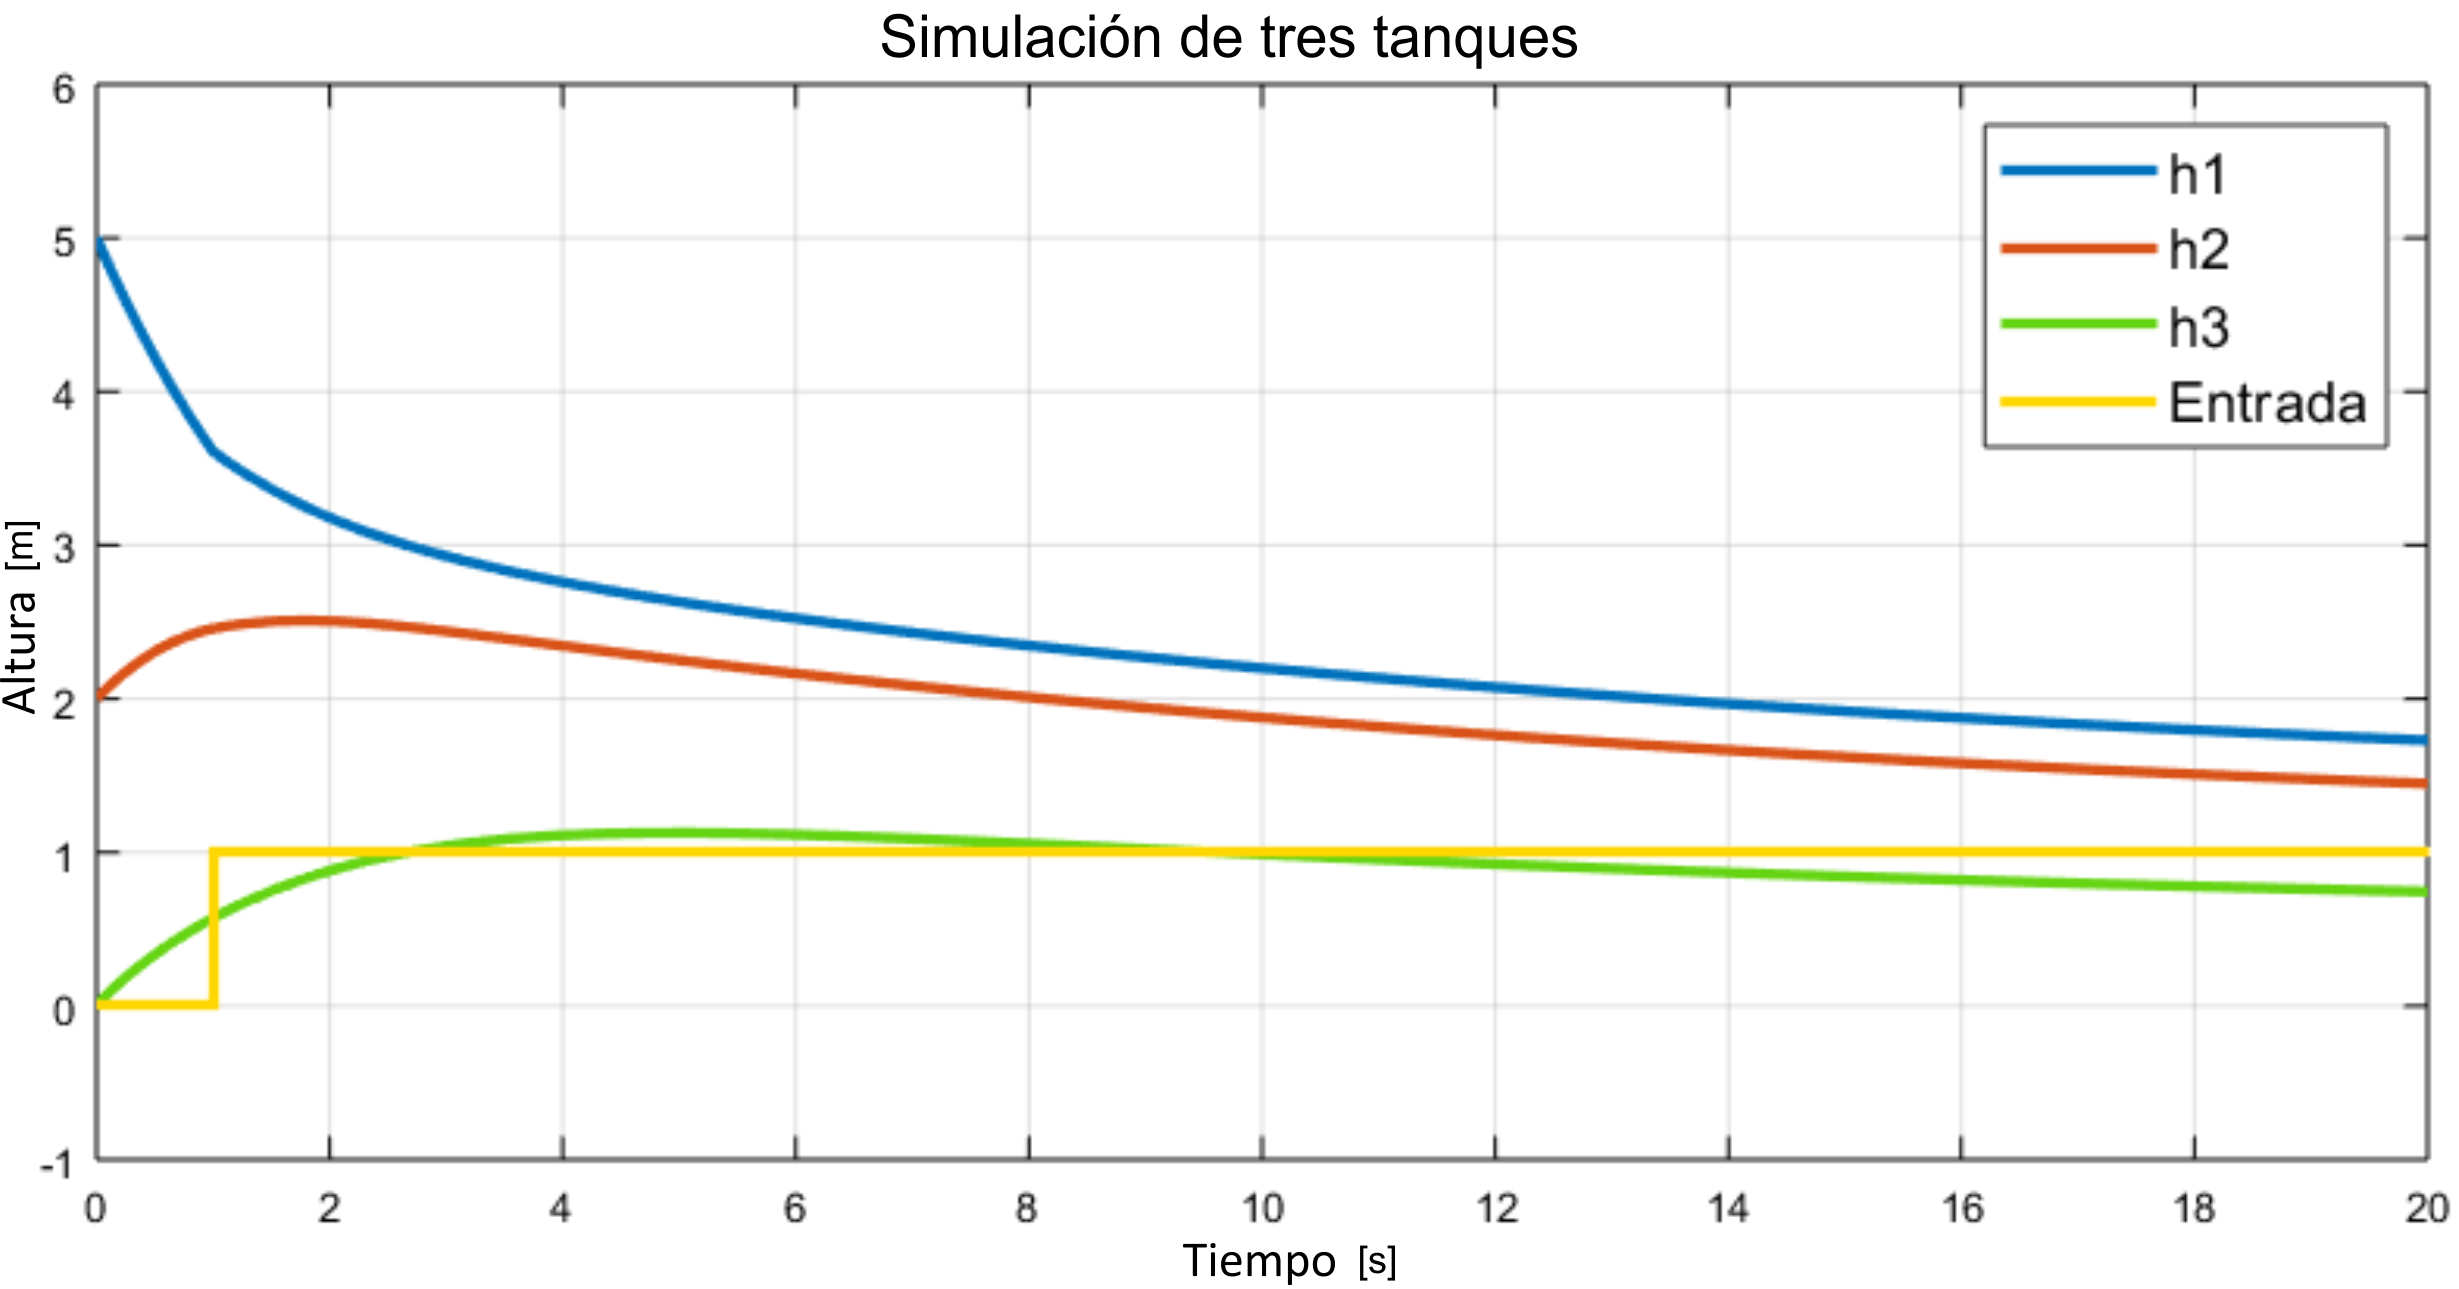 Simulación de tres tanques
6
5
4
3
2
1
0
-1
Altura [m]
h1
h2
h3
Entrada
0 2 4 6 8 10 12 14 16 18 20
Tiempo [s]